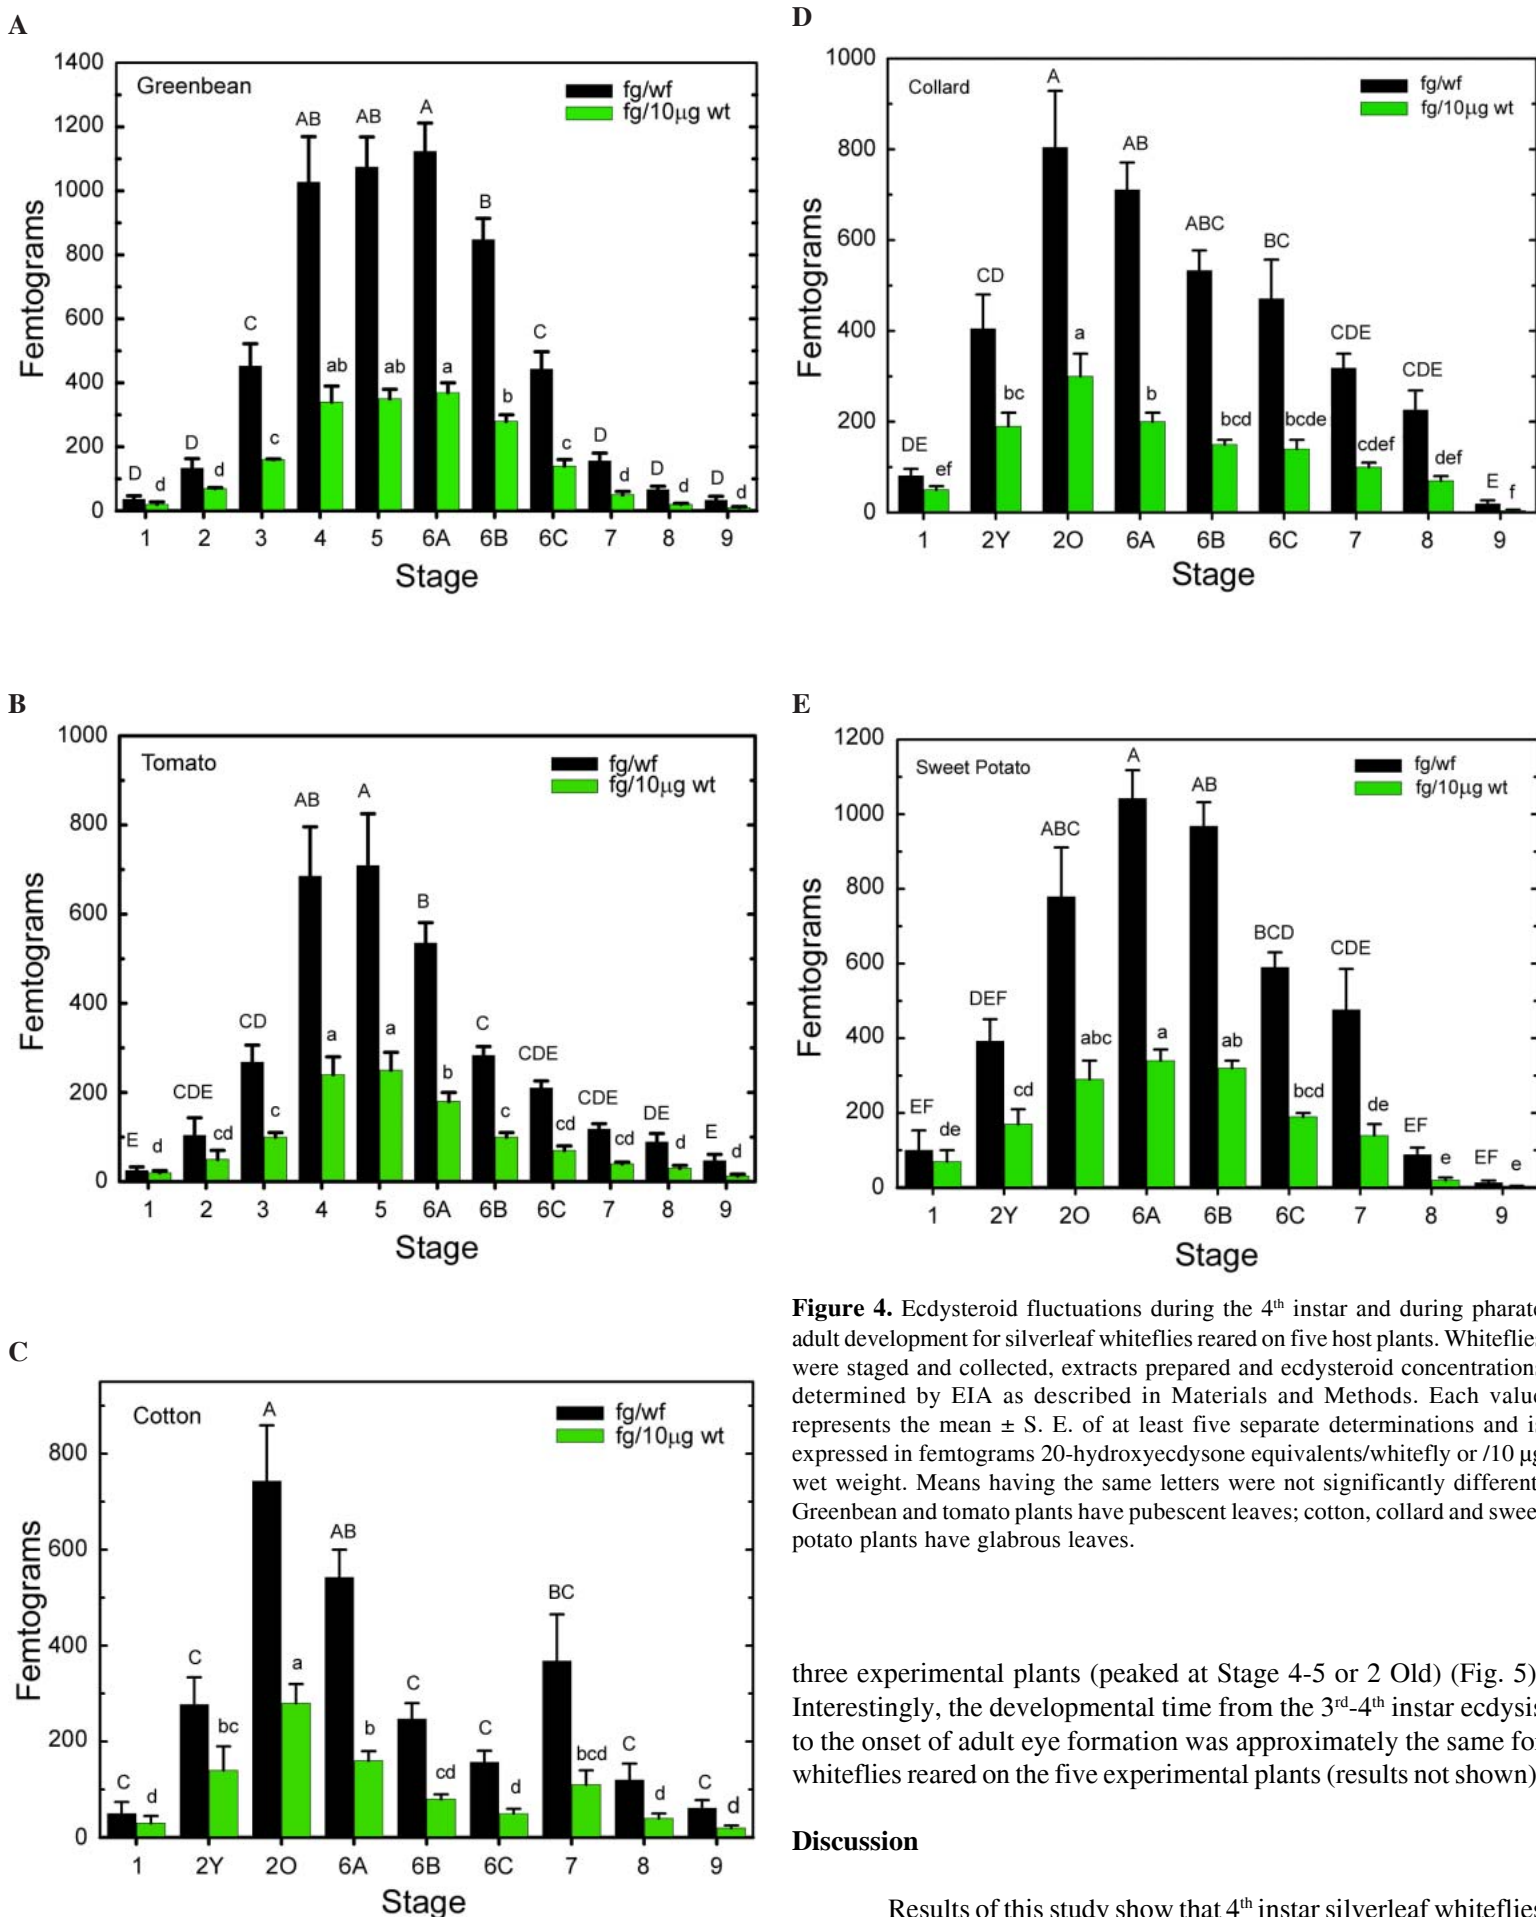 A
Greenbean
fg/wf
fg/10μg wt
Femtograms
1400
1200
1000
800
600
400
200
0
D d D d C c AB ab AB ab A a B b C c D d D d D d
1 2 3 4 5 6A 6B 6C 7 8 9
Stage
B
Tomato
fg/wf
fg/10μg wt
Femtograms
1000
800
600
400
200
0
E d CDE cd CD c AB a A a B b C c CDE cd CDE cd DE d E d
1 2 3 4 5 6A 6B 6C 7 8 9
Stage
C
Cotton
fg/wf
fg/10μg wt
Femtograms
800
600
400
200
0
C d C bc A a AB b C cd C d BC bcd C d C d
1 2Y 2O 6A 6B 6C 7 8 9
Stage
D
Collard
fg/wf
fg/10μg wt
Femtograms
1000
800
600
400
200
0
DE ef CD bc A a AB b ABC bcd BC bcde CDE cdef CDE def E f
1 2Y 2O 6A 6B 6C 7 8 9
Stage
E
Sweet Potato
fg/wf
fg/10μg wt
Femtograms
1200
1000
800
600
400
200
0
EF de DEF cd ABC abc A a AB ab BCD bcd CDE de EF e EF e
1 2Y 2O 6A 6B 6C 7 8 9
Stage
Figure 4. Ecdysteroid fluctuations during the 4th instar and during pharate
adult development for silverleaf whiteflies reared on five host plants. Whiteflies
were staged and collected, extracts prepared and ecdysteroid concentrations
determined by EIA as described in Materials and Methods. Each value
represents the mean ± S. E. of at least five separate determinations and is
expressed in femtograms 20-hydroxyecdysone equivalents/whitefly or /10 μg
wet weight. Means having the same letters were not significantly different
Greenbean and tomato plants have pubescent leaves; cotton, collard and sweet
potato plants have glabrous leaves.
three experimental plants (peaked at Stage 4-5 or 2 Old) (Fig. 5)
Interestingly, the developmental time from the 3rd-4th instar ecdysis
to the onset of adult eye formation was approximately the same for
whiteflies reared on the five experimental plants (results not shown)
Discussion
Results of this study show that 4th instar silverleaf whiteflies